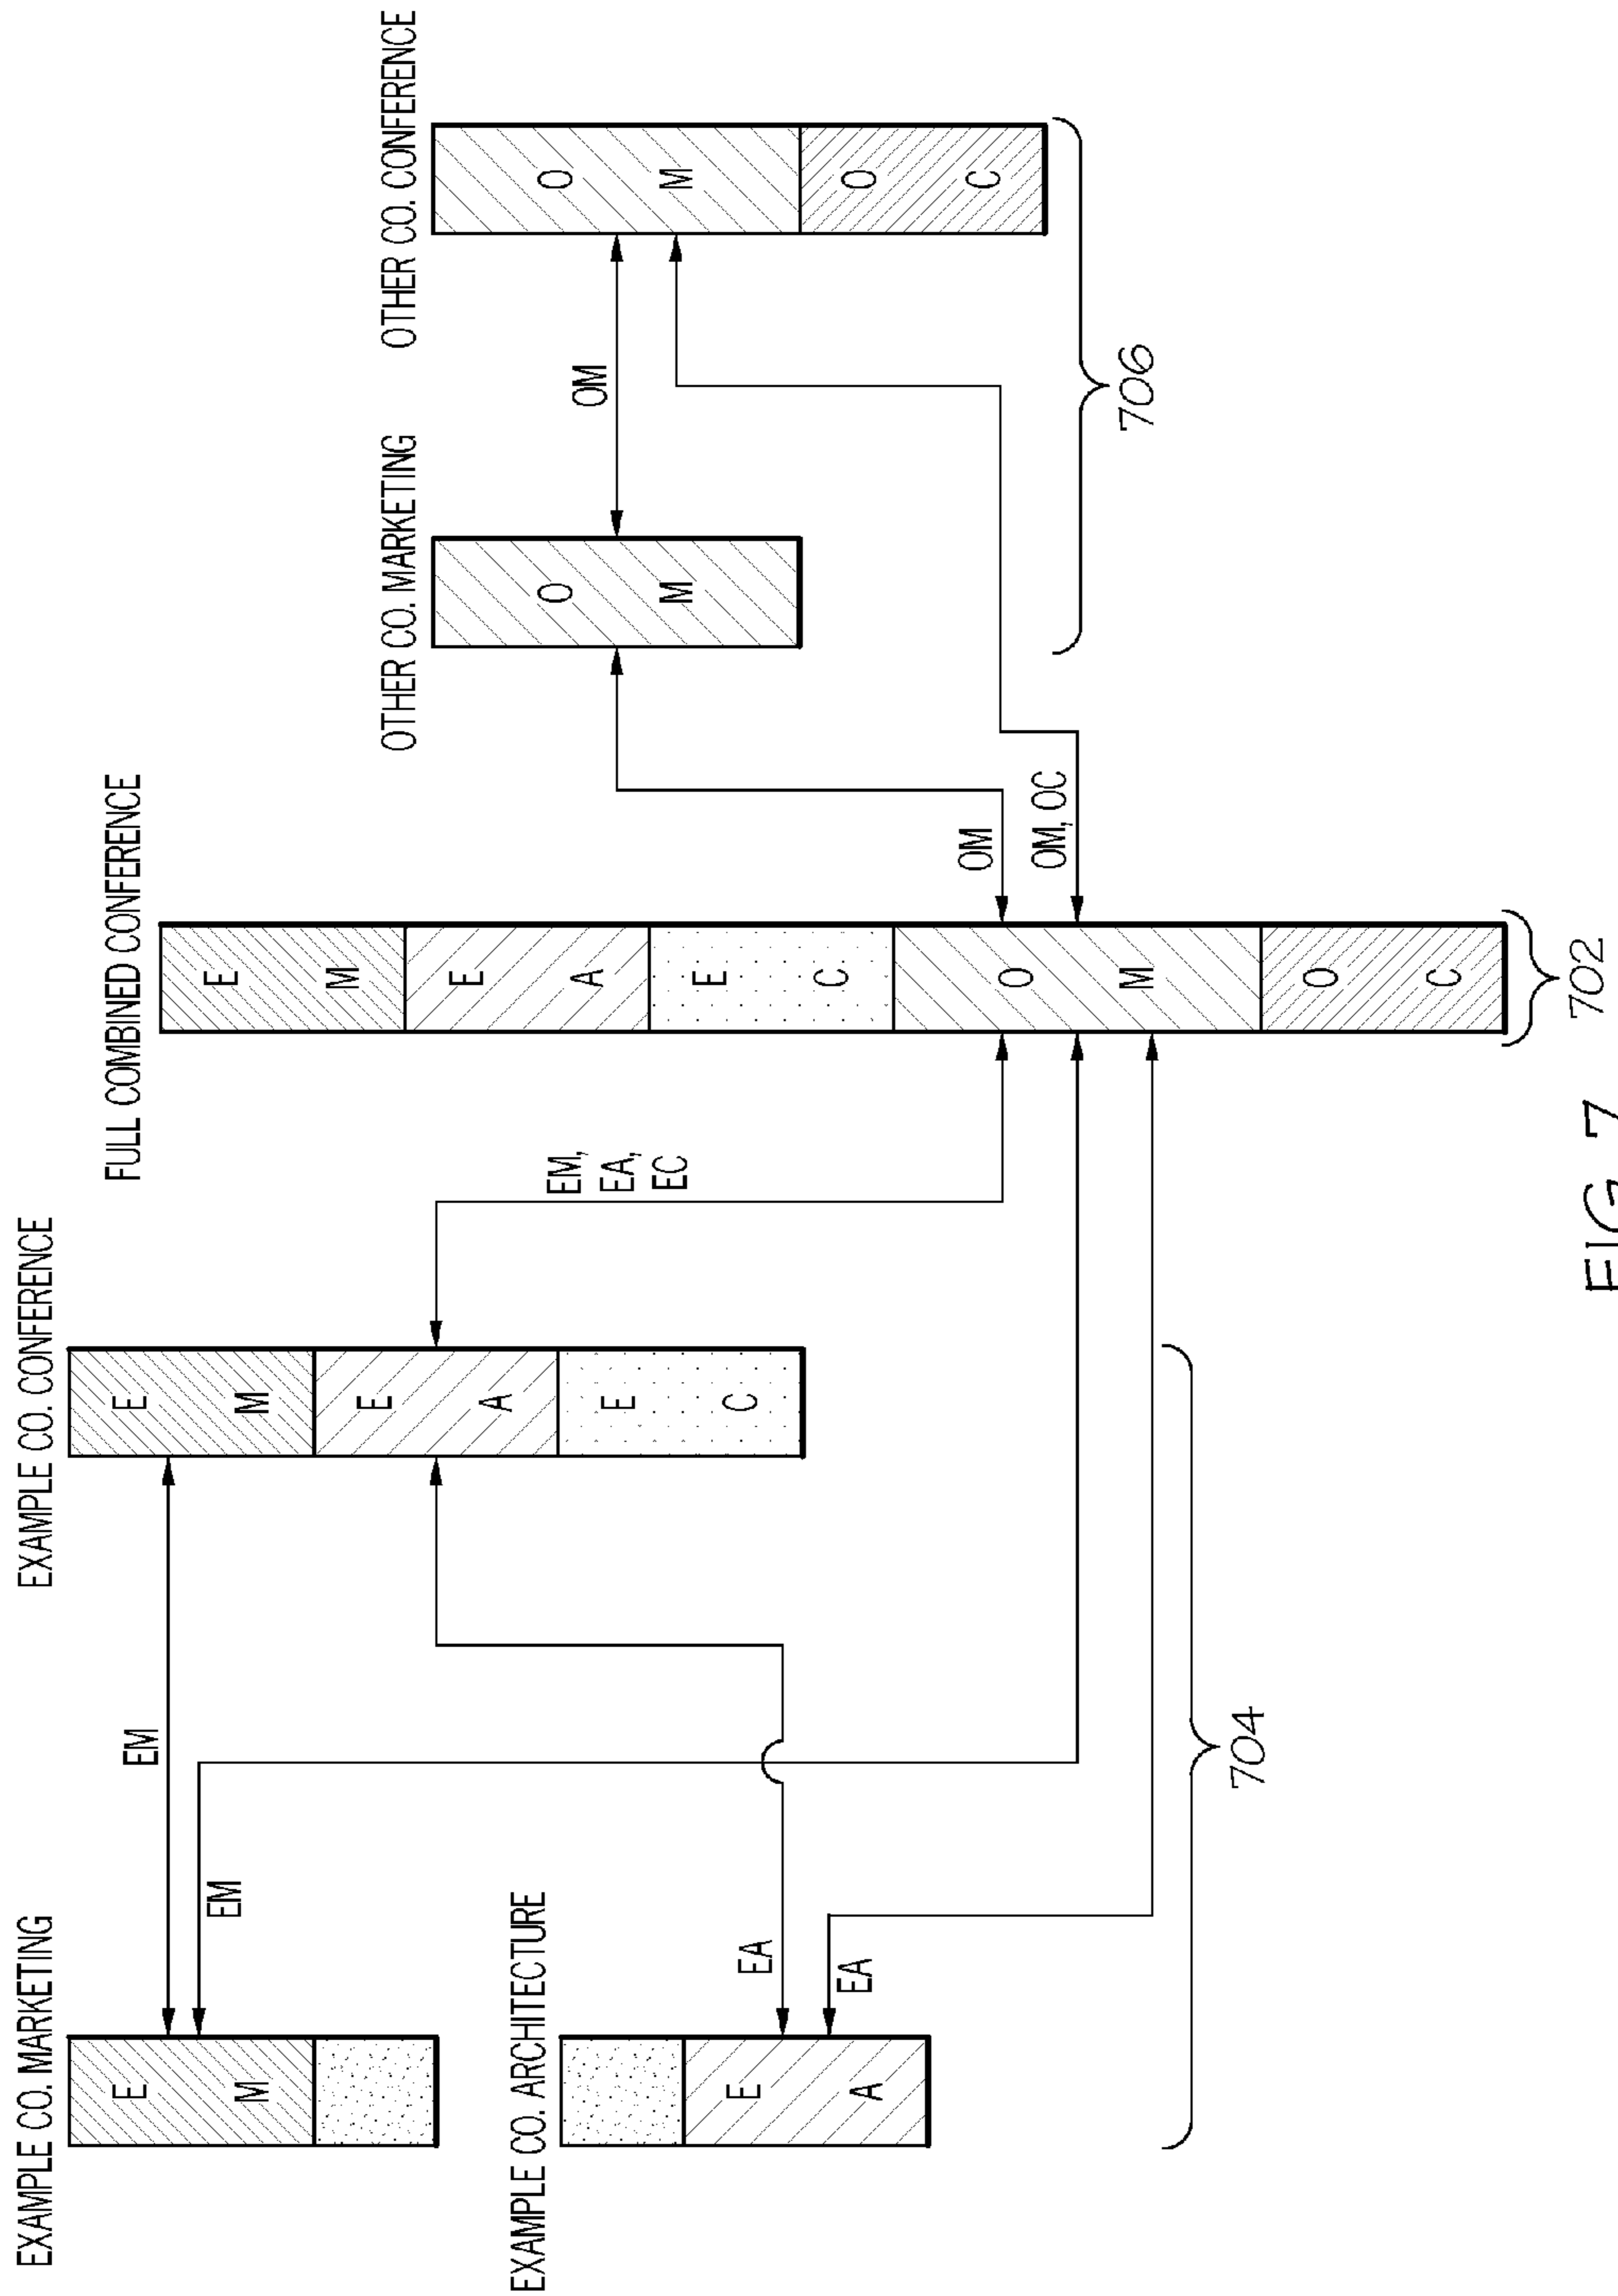 EXAMPLE CO. MARKETING
E
M
EXAMPLE CO. ARCHITECTURE
E
A
EM
EM
EA
EA
EXAMPLE CO. CONFERENCE
E
M
E
A
E
C
704
EM,
EA,
EC
FULL COMBINED CONFERENCE
E
M
E
A
E
C
O
M
O
C
702
OM
OM, OC
OTHER CO. MARKETING
O
M
OM
OTHER CO. CONFERENCE
O
M
O
C
706
FIG. 7